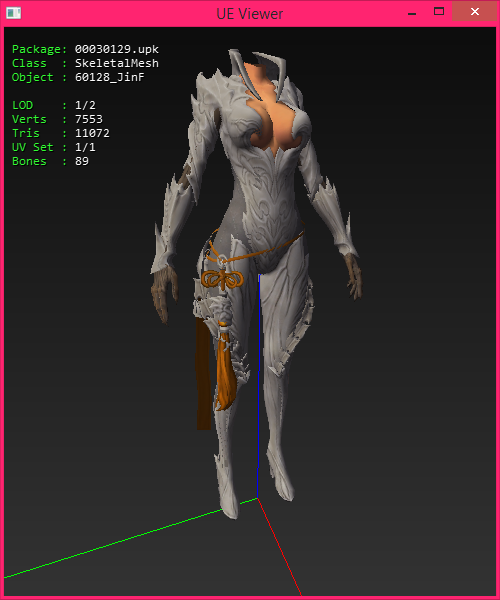 UE Viewer
Package: 00030129.upk
Class : SkeletalMesh
Object : 60128_JinF
LOD : 1/2
Verts : 7553
Tris : 11072
UV Set : 1/1
Bones : 89